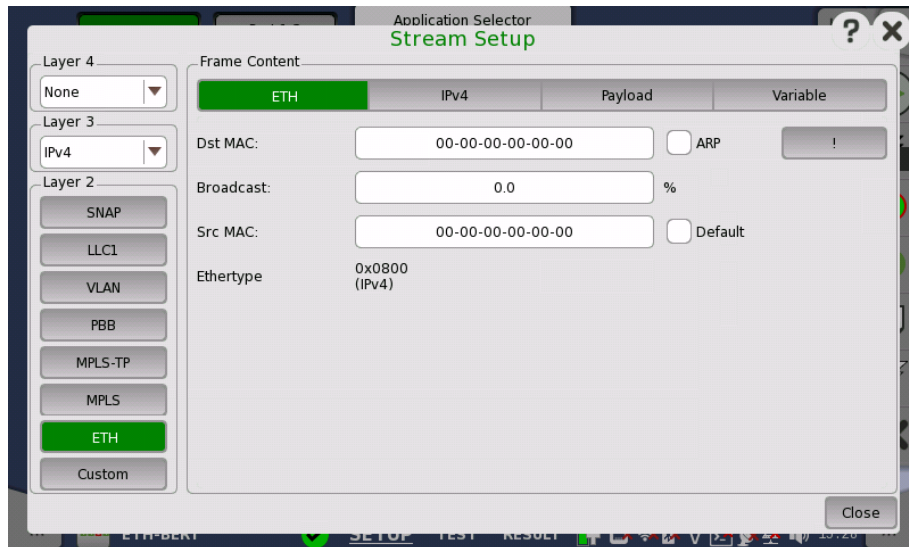 Application Selector
Stream Setup
?
Layer 4
None
Layer 3
IPv4
Layer 2
SNAP
LLC1
VLAN
PBB
MPLS-TP
MPLS
ETH
Custom
Frame Content
ETH IPv4 Payload Variable
Dst MAC: 00-00-00-00-00-00 ARP !
Broadcast: 0.0 %
Src MAC: 00-00-00-00-00-00 Default
Ethertype 0x0800
(IPv4)
Close
ETH-BERT SETUP TEST RESULT